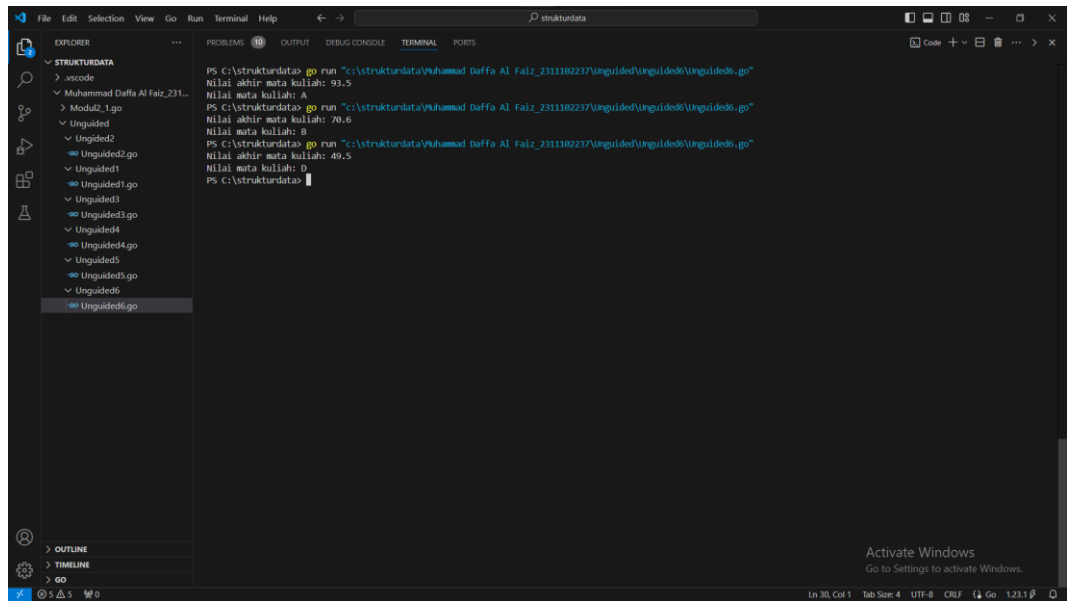 File Edit Selection View Go Run Terminal Help
strukturdata
EXPLORER
STRUKTURDATA
.vscode
Muhammad Daffa Al Faiz_231...
Modul2_1.go
Unguided
Ungided2
Unguided2.go
Unguided1
Unguided1.go
Unguided3
Unguided3.go
Unguided4
Unguided4.go
Unguided5
Unguided5.go
Unguided6
Unguided6.go
OUTLINE
TIMELINE
GO
PROBLEMS 10 OUTPUT DEBUG CONSOLE TERMINAL PORTS
Code
PS C:\strukturdata> go run "c:\strukturdata\Muhammad Daffa Al Faiz_2311102237\Unguided\Unguided6\Unguided6.go"
Nilai akhir mata kuliah: 93.5
Nilai mata kuliah: A
PS C:\strukturdata> go run "c:\strukturdata\Muhammad Daffa Al Faiz_2311102237\Unguided\Unguided6\Unguided6.go"
Nilai akhir mata kuliah: 70.6
Nilai mata kuliah: B
PS C:\strukturdata> go run "c:\strukturdata\Muhammad Daffa Al Faiz_2311102237\Unguided\Unguided6\Unguided6.go"
Nilai akhir mata kuliah: 49.5
Nilai mata kuliah: D
PS C:\strukturdata>
Activate Windows
Go to Settings to activate Windows.
5 5 0 Ln 30, Col 1 Tab Size: 4 UTF-8 CRLF Go 1.23.1